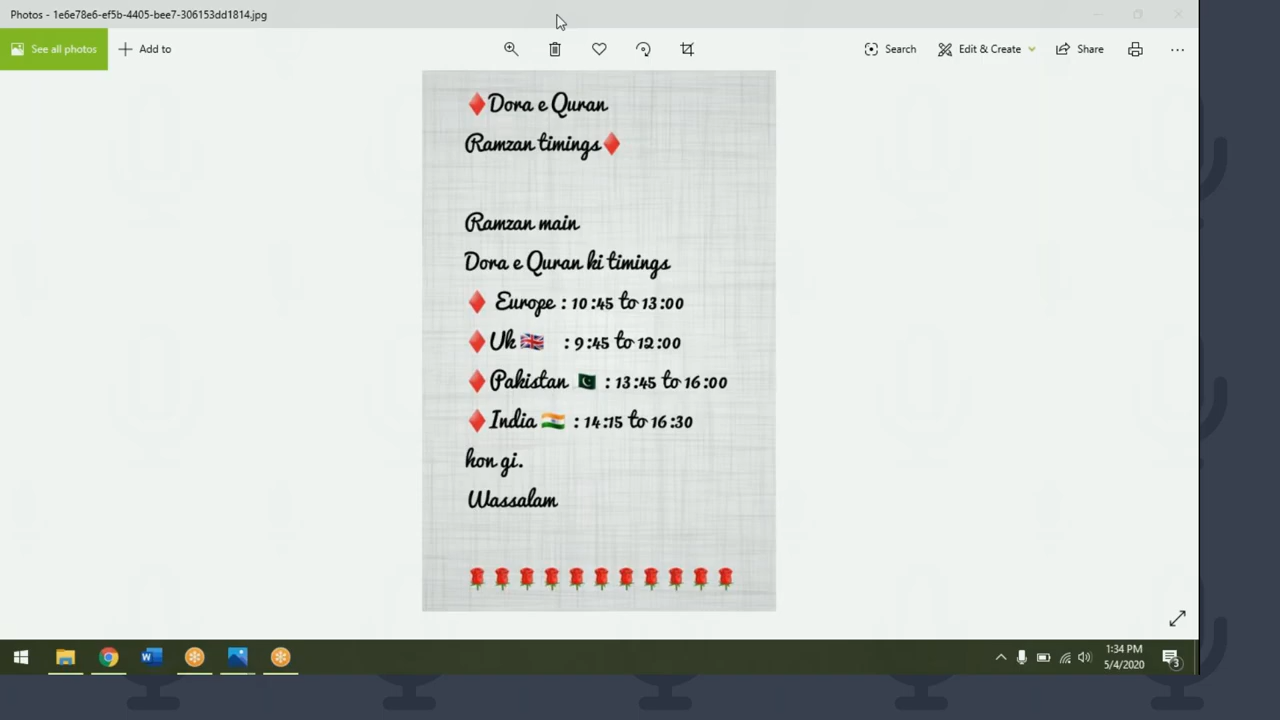 Photos - 1e6e78e6-ef5b-4405-bee7-306153dd1814.jpg
See all photos
Add to
Search
Edit & Create
Share
Dora e Quran
Ramzan timings
Ramzan main
Dora e Quran ki timings
Europe : 10:45 to 13:00
Uk : 9:45 to 12:00
Pakistan : 13:45 to 16:00
India : 14:15 to 16:30
hon gi.
Wassalam
1:34 PM
5/4/2020
3